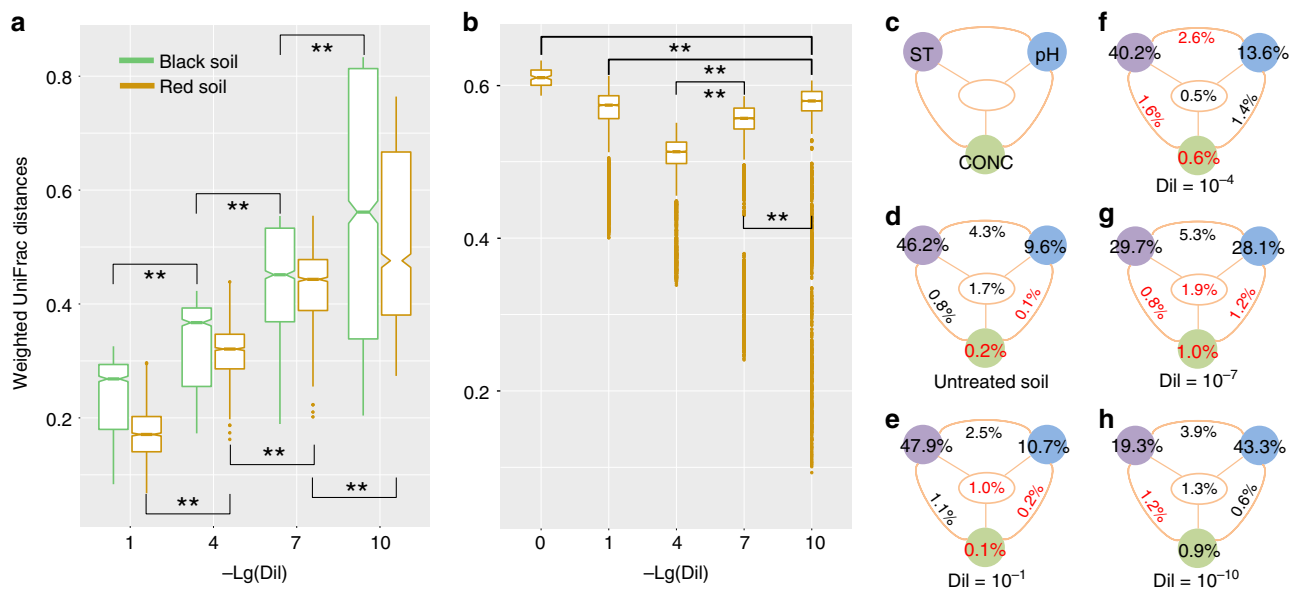 a
Weighted UniFrac distances
0.8
0.6
0.4
0.2
Black soil
Red soil
**
**
**
**
**
**
1 4 7 10
–Lg(Dil)
b
0.6
0.4
0.2
**
**
**
**
0 1 4 7 10
–Lg(Dil)
c
ST pH
CONC
d
46.2% 4.3% 9.6%
1.7%
0.8% 0.1%
0.2%
Untreated soil
e
47.9% 2.5% 10.7%
1.0%
1.1% 0.2%
0.1%
Dil = 10–1
f
40.2% 2.6% 13.6%
0.5%
1.6% 1.4%
0.6%
Dil = 10–4
g
29.7% 5.3% 28.1%
1.9%
0.8% 1.2%
1.0%
Dil = 10–7
h
19.3% 3.9% 43.3%
1.3%
1.2% 0.6%
0.9%
Dil = 10–10